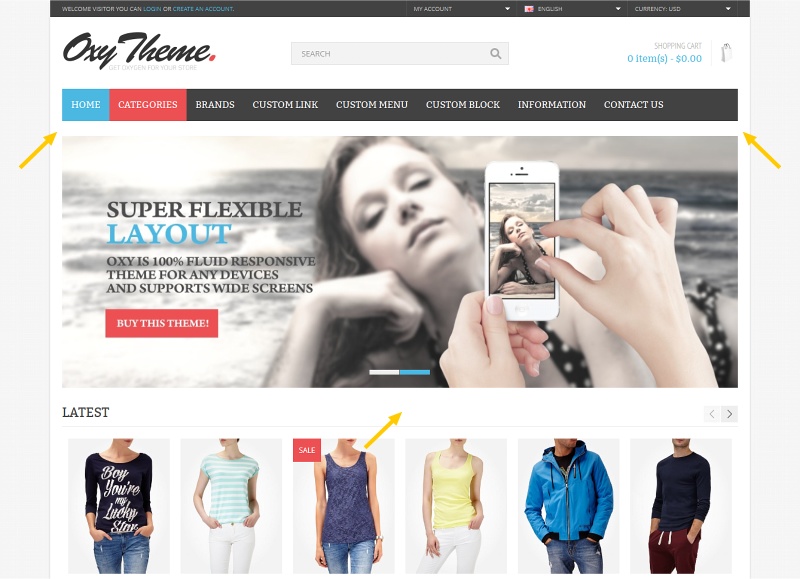 WELCOME VISITOR YOU CAN LOGIN OR CREATE AN ACCOUNT.
MY ACCOUNT
ENGLISH
CURRENCY: USD
Oxy Theme.
GET OXYGEN FOR YOUR STORE
SEARCH
SHOPPING CART
0 item(s) - $0.00
HOME CATEGORIES BRANDS CUSTOM LINK CUSTOM MENU CUSTOM BLOCK INFORMATION CONTACT US
SUPER FLEXIBLE
LAYOUT
OXY IS 100% FLUID RESPONSIVE
THEME FOR ANY DEVICES
AND SUPPORTS WIDE SCREENS
BUY THIS THEME!
LATEST
SALE
Boy
You're
my
Lucky
Star